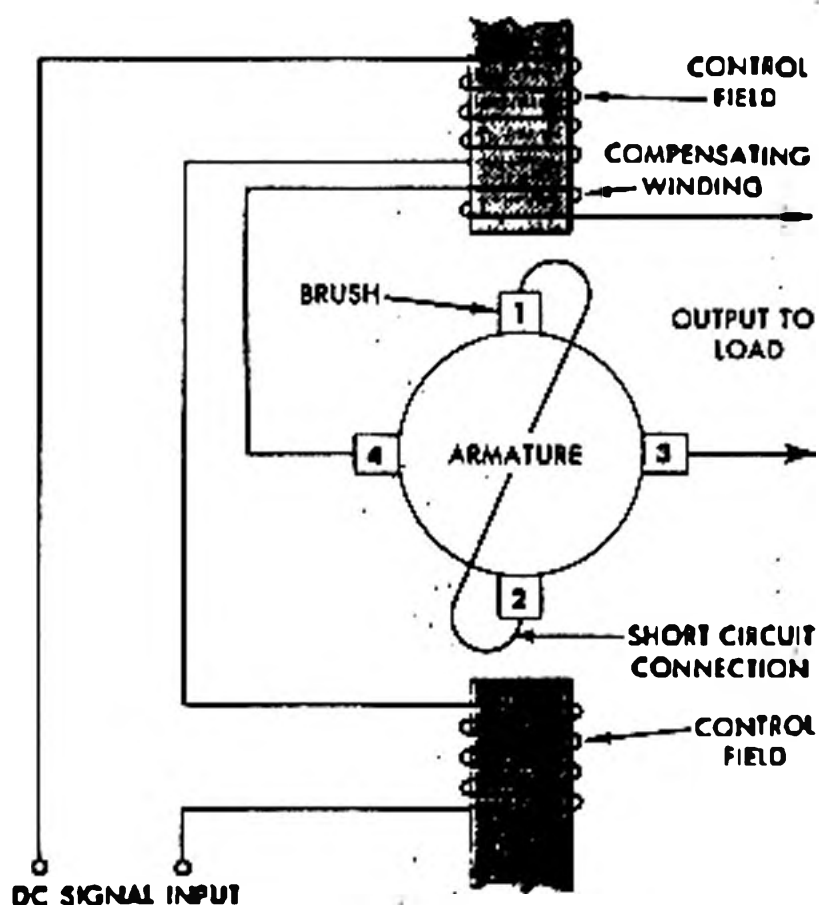 CONTROL
FIELD
COMPENSATING
WINDING
BRUSH
1
OUTPUT TO
LOAD
4
ARMATURE
3
2
SHORT CIRCUIT
CONNECTION
CONTROL
FIELD
DC SIGNAL INPUT